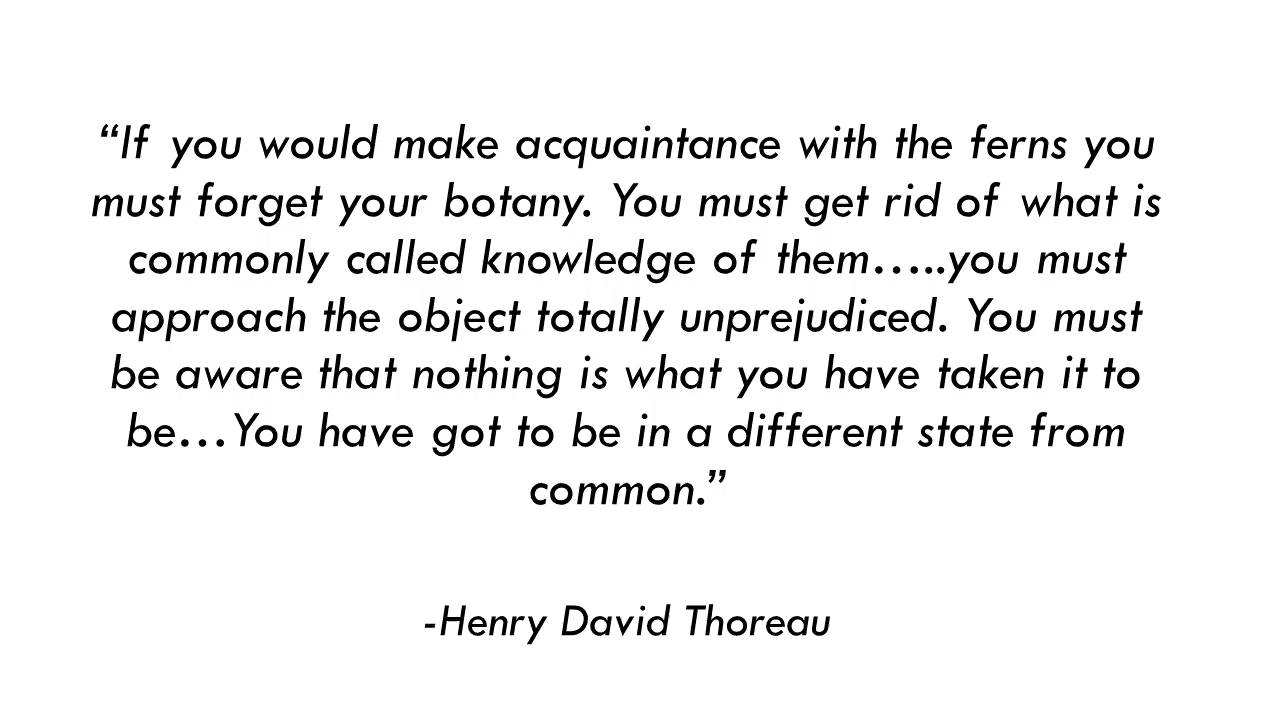 “If you would make acquaintance with the ferns you
must forget your botany. You must get rid of what is
commonly called knowledge of them…..you must
approach the object totally unprejudiced. You must
be aware that nothing is what you have taken it to
be…You have got to be in a different state from
common.”
-Henry David Thoreau